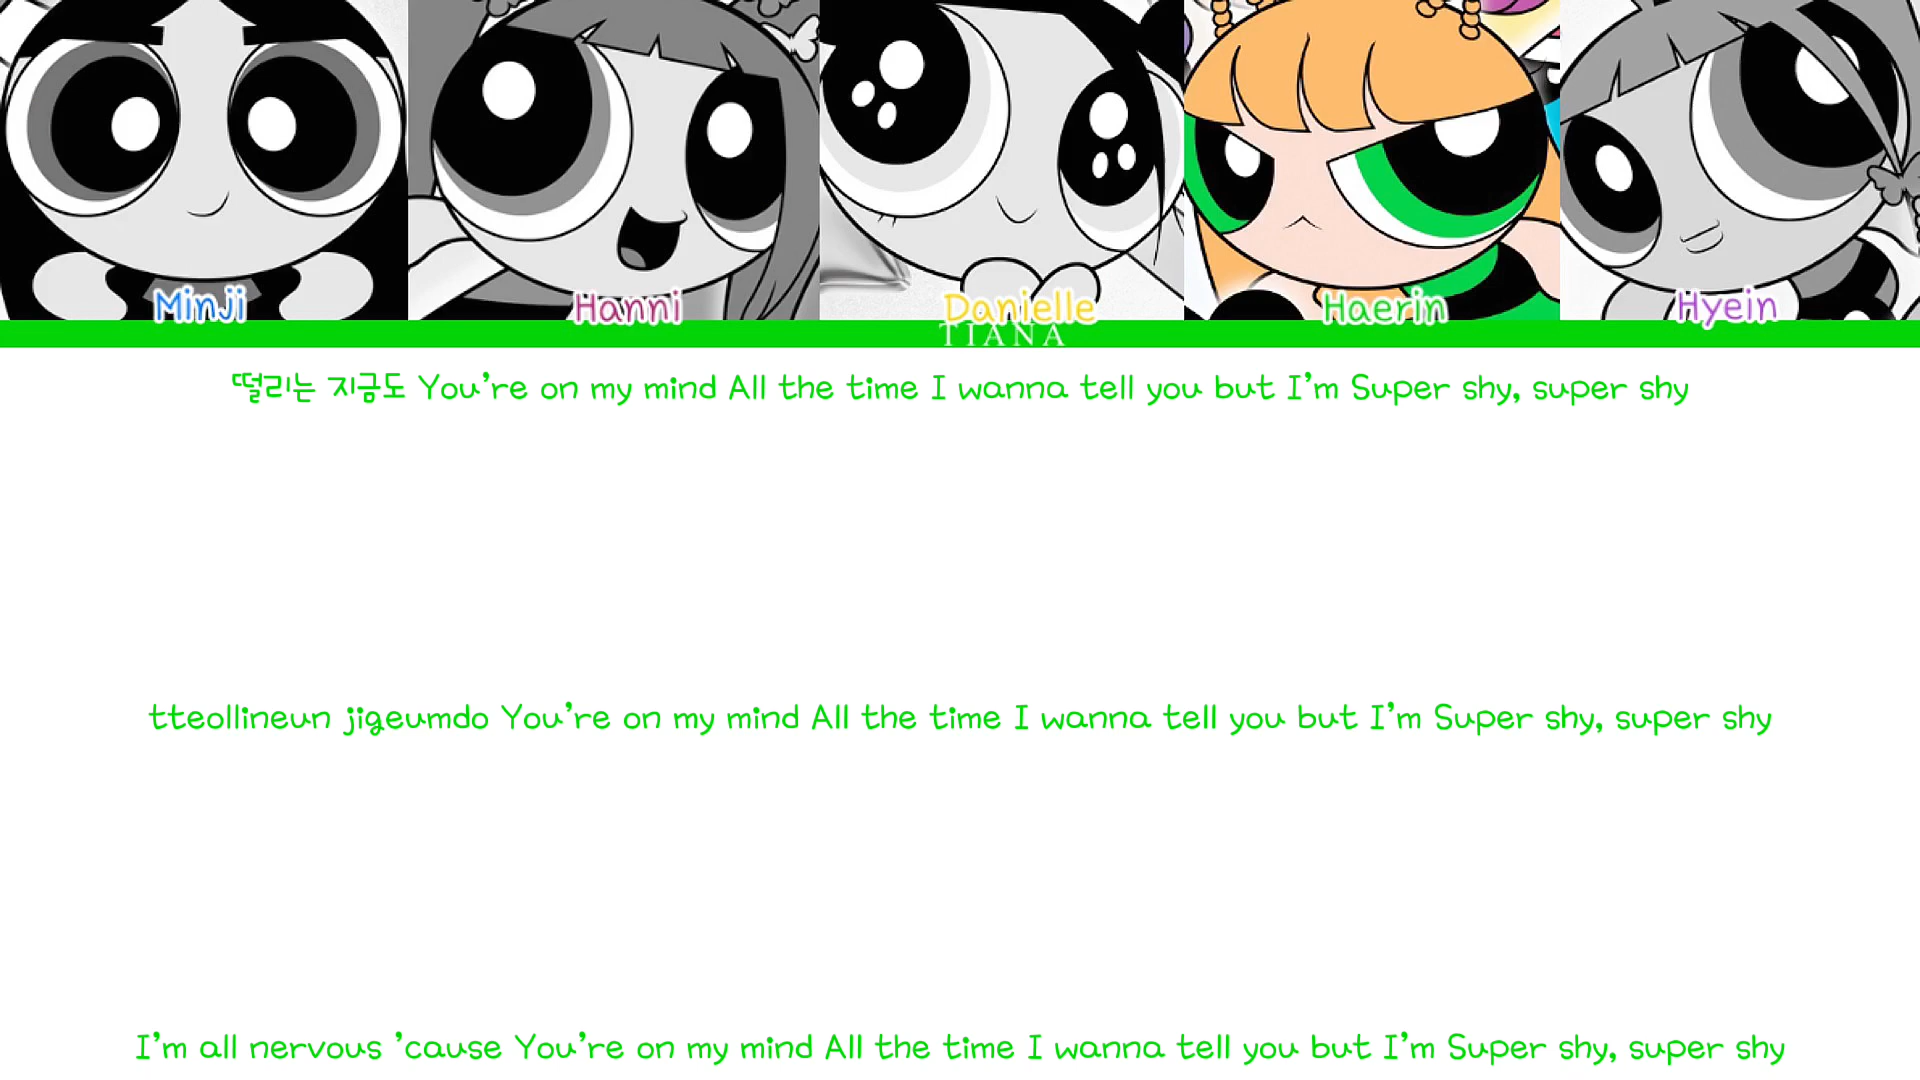 Minji Hanni Danielle Haerin Hyein
TIANA
떨리는 지금도 You’re on my mind All the time I wanna tell you but I’m Super shy, super shy
tteollineun jigeumdo You’re on my mind All the time I wanna tell you but I’m Super shy, super shy
I’m all nervous ’cause You’re on my mind All the time I wanna tell you but I’m Super shy, super shy